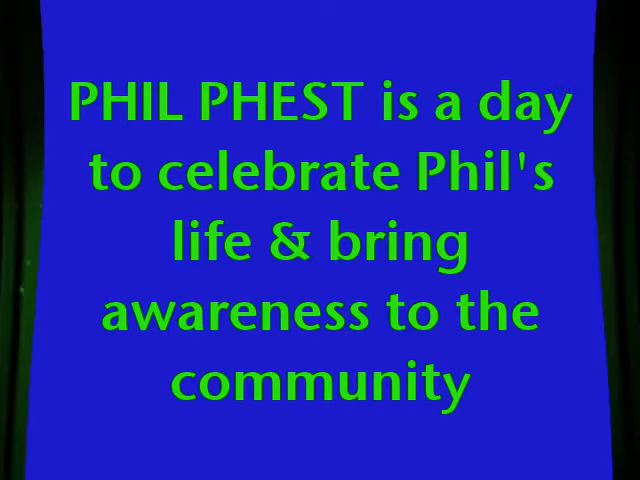 PHIL PHEST is a day
to celebrate Phil's
life & bring
awareness to the
community